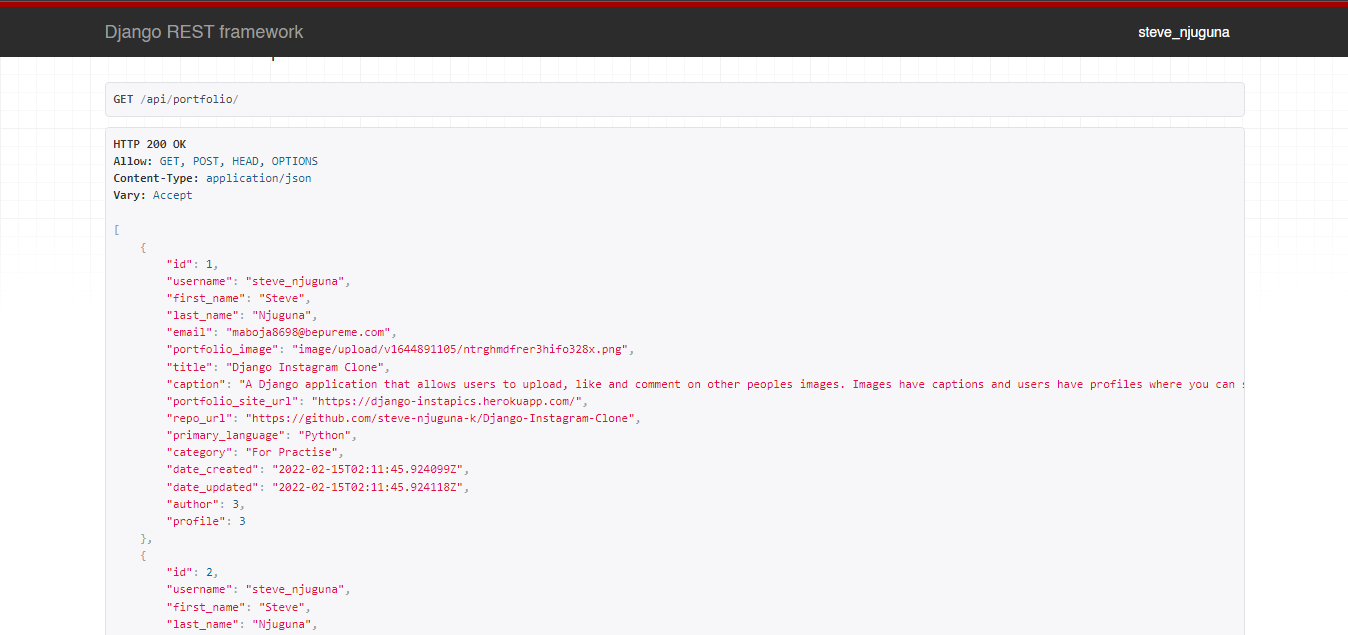 Django REST framework
steve_njuguna
GET /api/portfolio/
HTTP 200 OK
Allow: GET, POST, HEAD, OPTIONS
Content-Type: application/json
Vary: Accept
[
{
"id": 1,
"username": "steve_njuguna",
"first_name": "Steve",
"last_name": "Njuguna",
"email": "maboja8698@bepureme.com",
"portfolio_image": "image/upload/v1644891105/ntrghmdfrer3hifo328x.png",
"title": "Django Instagram Clone",
"caption": "A Django application that allows users to upload, like and comment on other peoples images. Images have captions and users have profiles where you can
"portfolio_site_url": "https://django-instapics.herokuapp.com/",
"repo_url": "https://github.com/steve-njuguna-k/Django-Instagram-Clone",
"primary_language": "Python",
"category": "For Practise",
"date_created": "2022-02-15T02:11:45.924099Z",
"date_updated": "2022-02-15T02:11:45.924118Z",
"author": 3,
"profile": 3
},
{
"id": 2,
"username": "steve_njuguna",
"first_name": "Steve",
"last_name": "Njuguna",